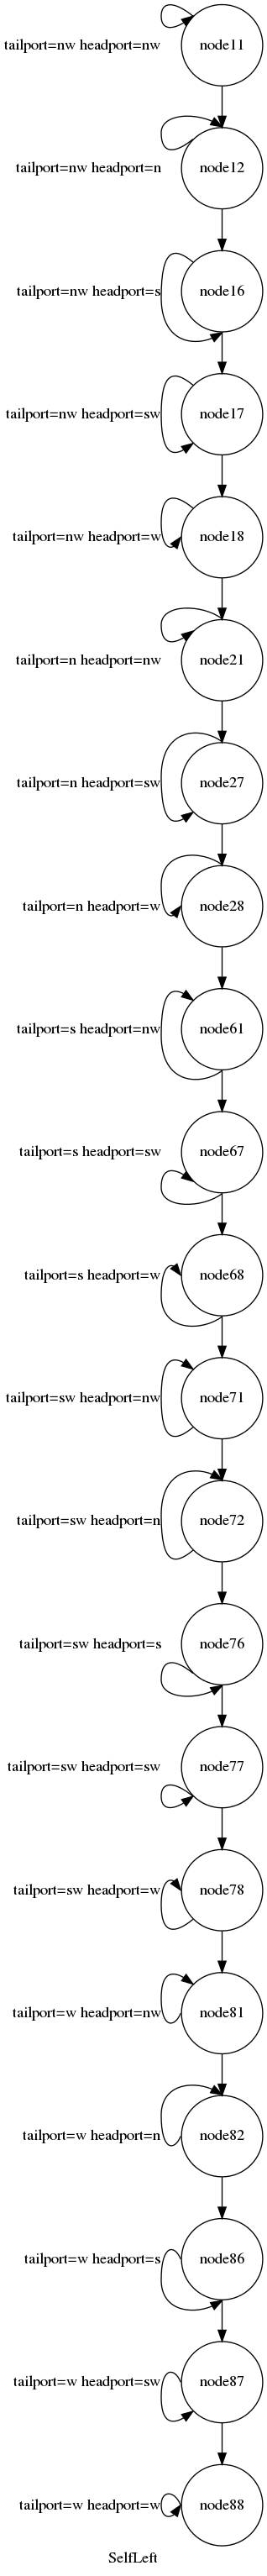 tailport=nw headport=nw node11
tailport=nw headport=n node12
tailport=nw headport=s node16
tailport=nw headport=sw node17
tailport=nw headport=w node18
tailport=n headport=nw node21
tailport=n headport=sw node27
tailport=n headport=w node28
tailport=s headport=nw node61
tailport=s headport=sw node67
tailport=s headport=w node68
tailport=sw headport=nw node71
tailport=sw headport=n node72
tailport=sw headport=s node76
tailport=sw headport=sw node77
tailport=sw headport=w node78
tailport=w headport=nw node81
tailport=w headport=n node82
tailport=w headport=s node86
tailport=w headport=sw node87
tailport=w headport=w node88
SelfLeft